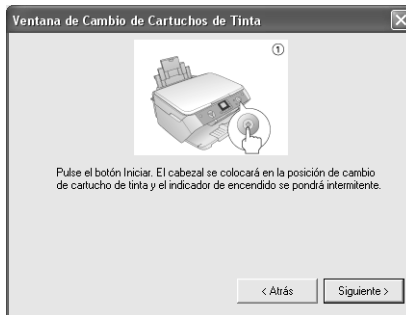 Ventana de Cambio de Cartuchos de Tinta
①
Pulse el botón Iniciar. El cabezal se colocará en la posición de cambio
de cartucho de tinta y el indicador de encendido se pondrá intermitente.
< Atrás
Siguiente >